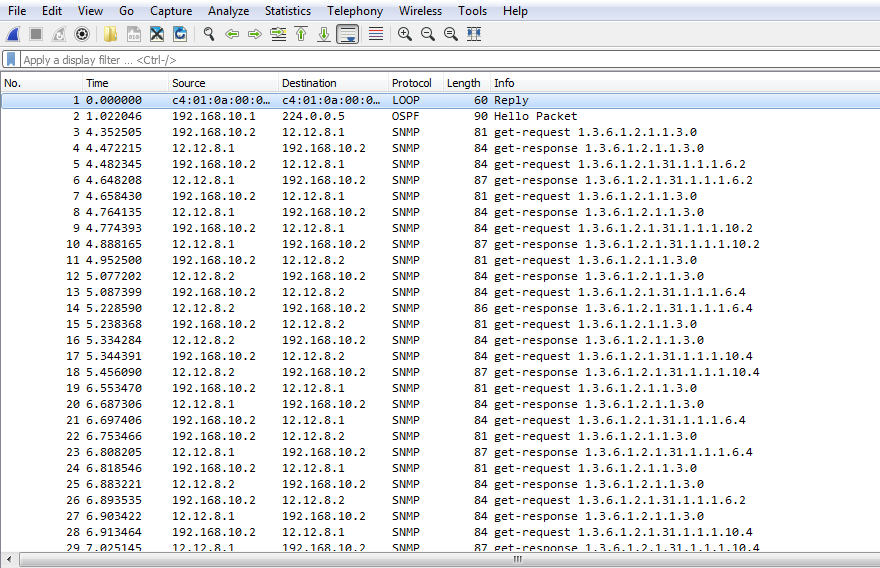 File Edit View Go Capture Analyze Statistics Telephony Wireless Tools Help
Apply a display filter ... <Ctrl-/>
No. Time Source Destination Protocol Length Info
1 0.000000 c4:01:0a:00:0… c4:01:0a:00:0… LOOP 60 Reply
2 1.022046 192.168.10.1 224.0.0.5 OSPF 90 Hello Packet
3 4.352505 192.168.10.2 12.12.8.1 SNMP 81 get-request 1.3.6.1.2.1.1.3.0
4 4.472215 12.12.8.1 192.168.10.2 SNMP 84 get-response 1.3.6.1.2.1.1.3.0
5 4.482345 192.168.10.2 12.12.8.1 SNMP 84 get-request 1.3.6.1.2.1.31.1.1.1.6.2
6 4.648208 12.12.8.1 192.168.10.2 SNMP 87 get-response 1.3.6.1.2.1.31.1.1.1.6.2
7 4.658430 192.168.10.2 12.12.8.1 SNMP 81 get-request 1.3.6.1.2.1.1.3.0
8 4.764135 12.12.8.1 192.168.10.2 SNMP 84 get-response 1.3.6.1.2.1.1.3.0
9 4.774393 192.168.10.2 12.12.8.1 SNMP 84 get-request 1.3.6.1.2.1.31.1.1.1.10.2
10 4.888165 12.12.8.1 192.168.10.2 SNMP 87 get-response 1.3.6.1.2.1.31.1.1.1.10.2
11 4.952500 192.168.10.2 12.12.8.2 SNMP 81 get-request 1.3.6.1.2.1.1.3.0
12 5.077202 12.12.8.2 192.168.10.2 SNMP 84 get-response 1.3.6.1.2.1.1.3.0
13 5.087399 192.168.10.2 12.12.8.2 SNMP 84 get-request 1.3.6.1.2.1.31.1.1.1.6.4
14 5.228590 12.12.8.2 192.168.10.2 SNMP 86 get-response 1.3.6.1.2.1.31.1.1.1.6.4
15 5.238368 192.168.10.2 12.12.8.2 SNMP 81 get-request 1.3.6.1.2.1.1.3.0
16 5.334284 12.12.8.2 192.168.10.2 SNMP 84 get-response 1.3.6.1.2.1.1.3.0
17 5.344391 192.168.10.2 12.12.8.2 SNMP 84 get-request 1.3.6.1.2.1.31.1.1.1.10.4
18 5.456090 12.12.8.2 192.168.10.2 SNMP 87 get-response 1.3.6.1.2.1.31.1.1.1.10.4
19 6.553470 192.168.10.2 12.12.8.1 SNMP 81 get-request 1.3.6.1.2.1.1.3.0
20 6.687306 12.12.8.1 192.168.10.2 SNMP 84 get-response 1.3.6.1.2.1.1.3.0
21 6.697406 192.168.10.2 12.12.8.1 SNMP 84 get-request 1.3.6.1.2.1.31.1.1.1.6.4
22 6.753466 192.168.10.2 12.12.8.2 SNMP 81 get-request 1.3.6.1.2.1.1.3.0
23 6.808205 12.12.8.1 192.168.10.2 SNMP 87 get-response 1.3.6.1.2.1.31.1.1.1.6.4
24 6.818546 192.168.10.2 12.12.8.1 SNMP 81 get-request 1.3.6.1.2.1.1.3.0
25 6.883221 12.12.8.2 192.168.10.2 SNMP 84 get-response 1.3.6.1.2.1.1.3.0
26 6.893535 192.168.10.2 12.12.8.2 SNMP 84 get-request 1.3.6.1.2.1.31.1.1.1.6.2
27 6.903422 12.12.8.1 192.168.10.2 SNMP 84 get-response 1.3.6.1.2.1.1.3.0
28 6.913464 192.168.10.2 12.12.8.1 SNMP 84 get-request 1.3.6.1.2.1.31.1.1.1.10.4
29 7.025145 12.12.8.1 192.168.10.2 SNMP 87 get-response 1.3.6.1.2.1.31.1.1.1.10.4